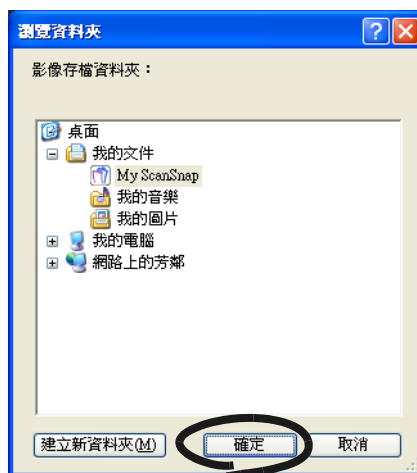 瀏覽資料夾
影像存檔資料夾：
桌面
我的文件
My ScanSnap
我的音樂
我的圖片
我的電腦
網路上的芳鄰
建立新資料夾(M) 確定 取消